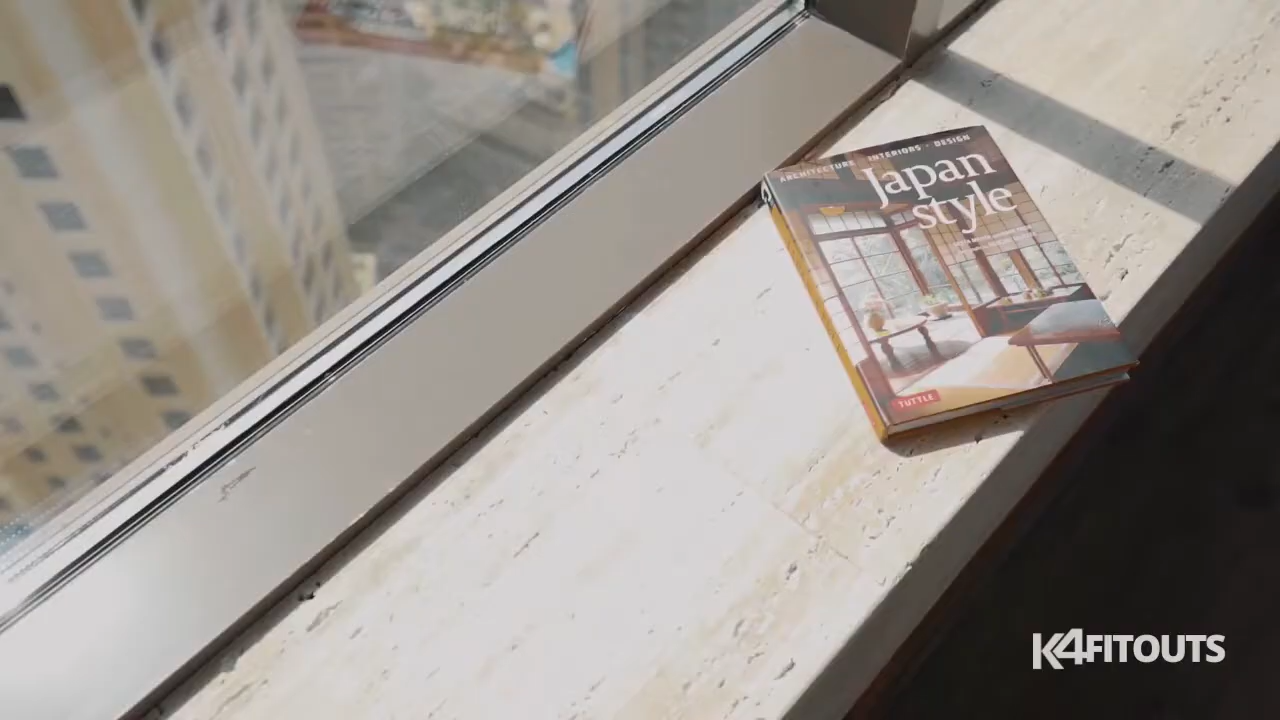 ARCHITECTURE · INTERIORS · DESIGN
Japan
style
TUTTLE
K4FITOUTS